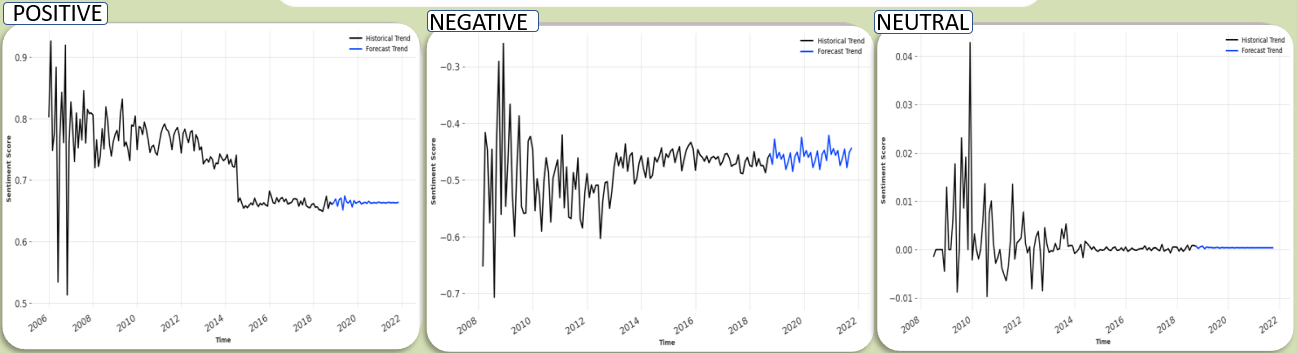 POSITIVE
Historical Trend
Forecast Trend
0.9
0.8
0.7
0.6
0.5
Sentiment Score
2006 2008 2010 2012 2014 2016 2018 2020 2022
Time
NEGATIVE
Historical Trend
Forecast Trend
−0.3
−0.4
−0.5
−0.6
−0.7
Sentiment Score
2008 2010 2012 2014 2016 2018 2020 2022
Time
NEUTRAL
Historical Trend
Forecast Trend
0.04
0.03
0.02
0.01
0.00
−0.01
Sentiment Score
2008 2010 2012 2014 2016 2018 2020 2022
Time